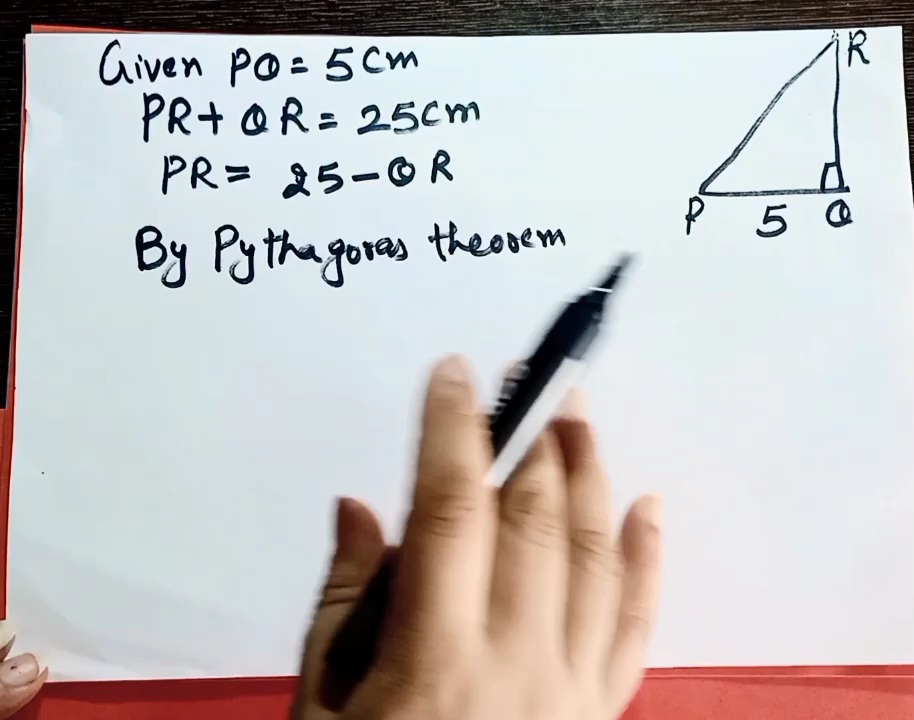 Given PQ = 5cm
PR + QR = 25cm
PR = 25 - QR
By Pythagoras theorem
R
P 5 Q